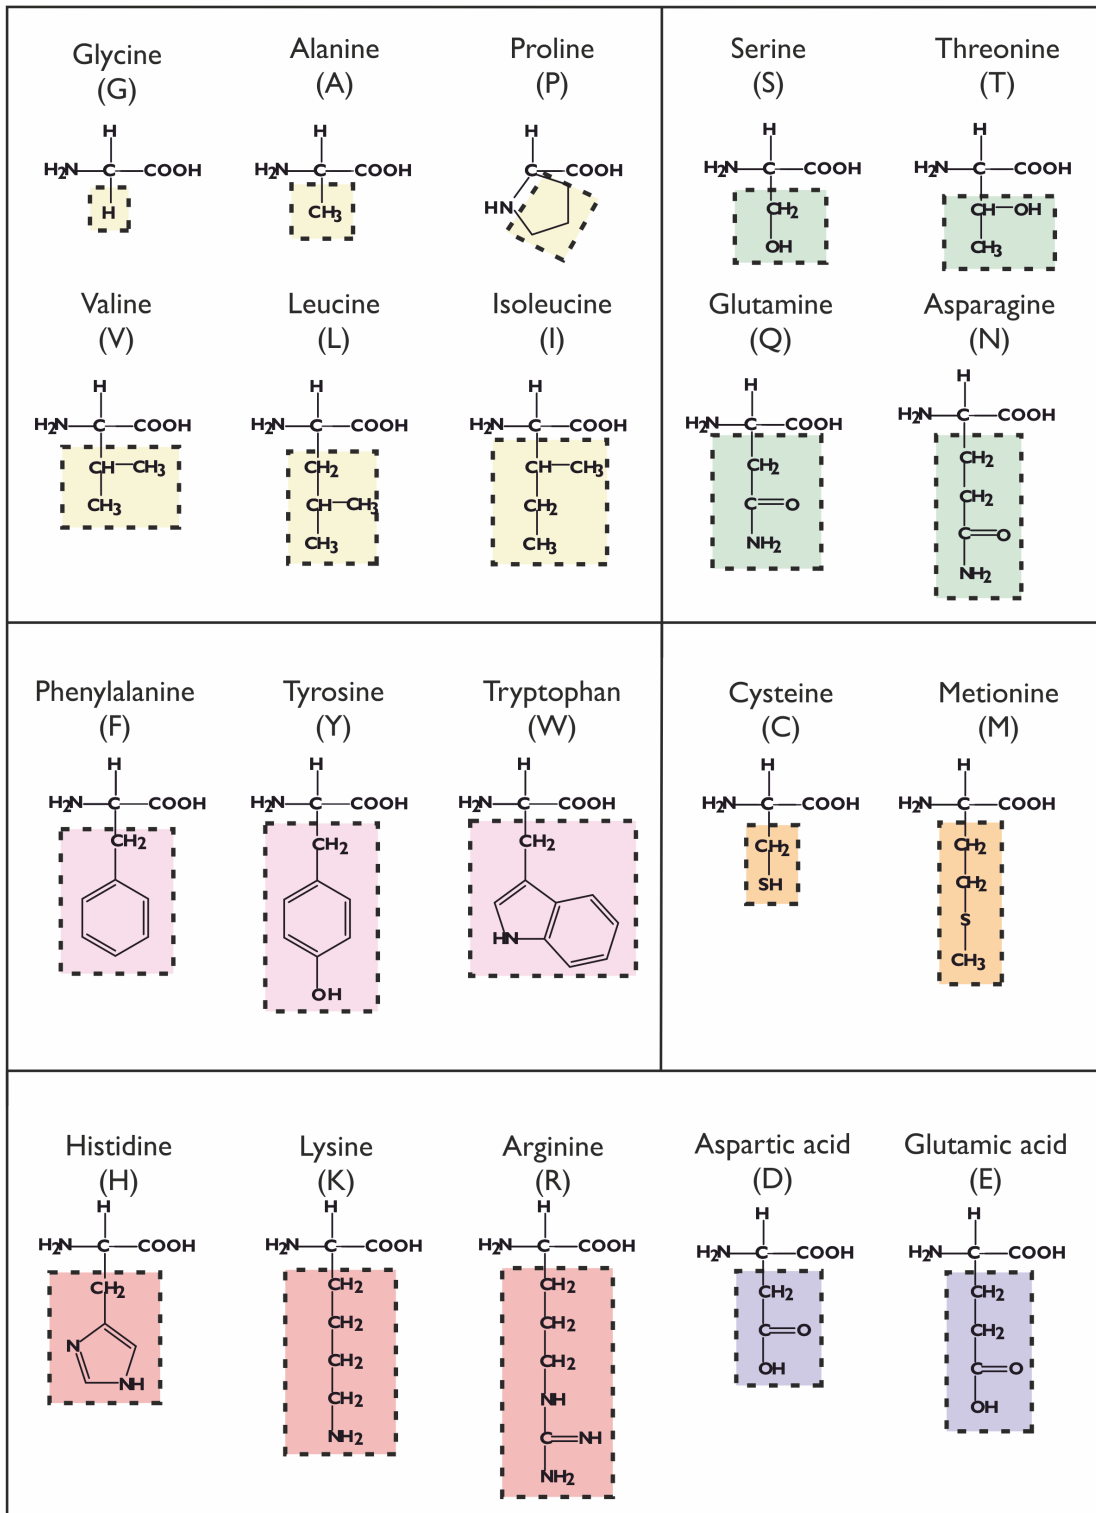 Glycine
(G)
H
H2N C COOH
H
Alanine
(A)
H
H2N C COOH
CH3
Proline
(P)
H
C COOH
HN
Serine
(S)
H
H2N C COOH
CH2
OH
Threonine
(T)
H
H2N C COOH
CH OH
CH3
Valine
(V)
H
H2N C COOH
CH CH3
CH3
Leucine
(L)
H
H2N C COOH
CH2
CH CH3
CH3
Isoleucine
(I)
H
H2N C COOH
CH CH3
CH2
CH3
Glutamine
(Q)
H
H2N C COOH
CH2
C O
NH2
Asparagine
(N)
H
H2N C COOH
CH2
CH2
C O
NH2
Phenylalanine
(F)
H
H2N C COOH
CH2
Tyrosine
(Y)
H
H2N C COOH
CH2
OH
Tryptophan
(W)
H
H2N C COOH
CH2
HN
Cysteine
(C)
H
H2N C COOH
CH2
SH
Metionine
(M)
H
H2N C COOH
CH2
CH2
S
CH3
Histidine
(H)
H
H2N C COOH
CH2
N
NH
Lysine
(K)
H
H2N C COOH
CH2
CH2
CH2
CH2
NH2
Arginine
(R)
H
H2N C COOH
CH2
CH2
CH2
NH
C NH
NH2
Aspartic acid
(D)
H
H2N C COOH
CH2
C O
OH
Glutamic acid
(E)
H
H2N C COOH
CH2
CH2
C O
OH